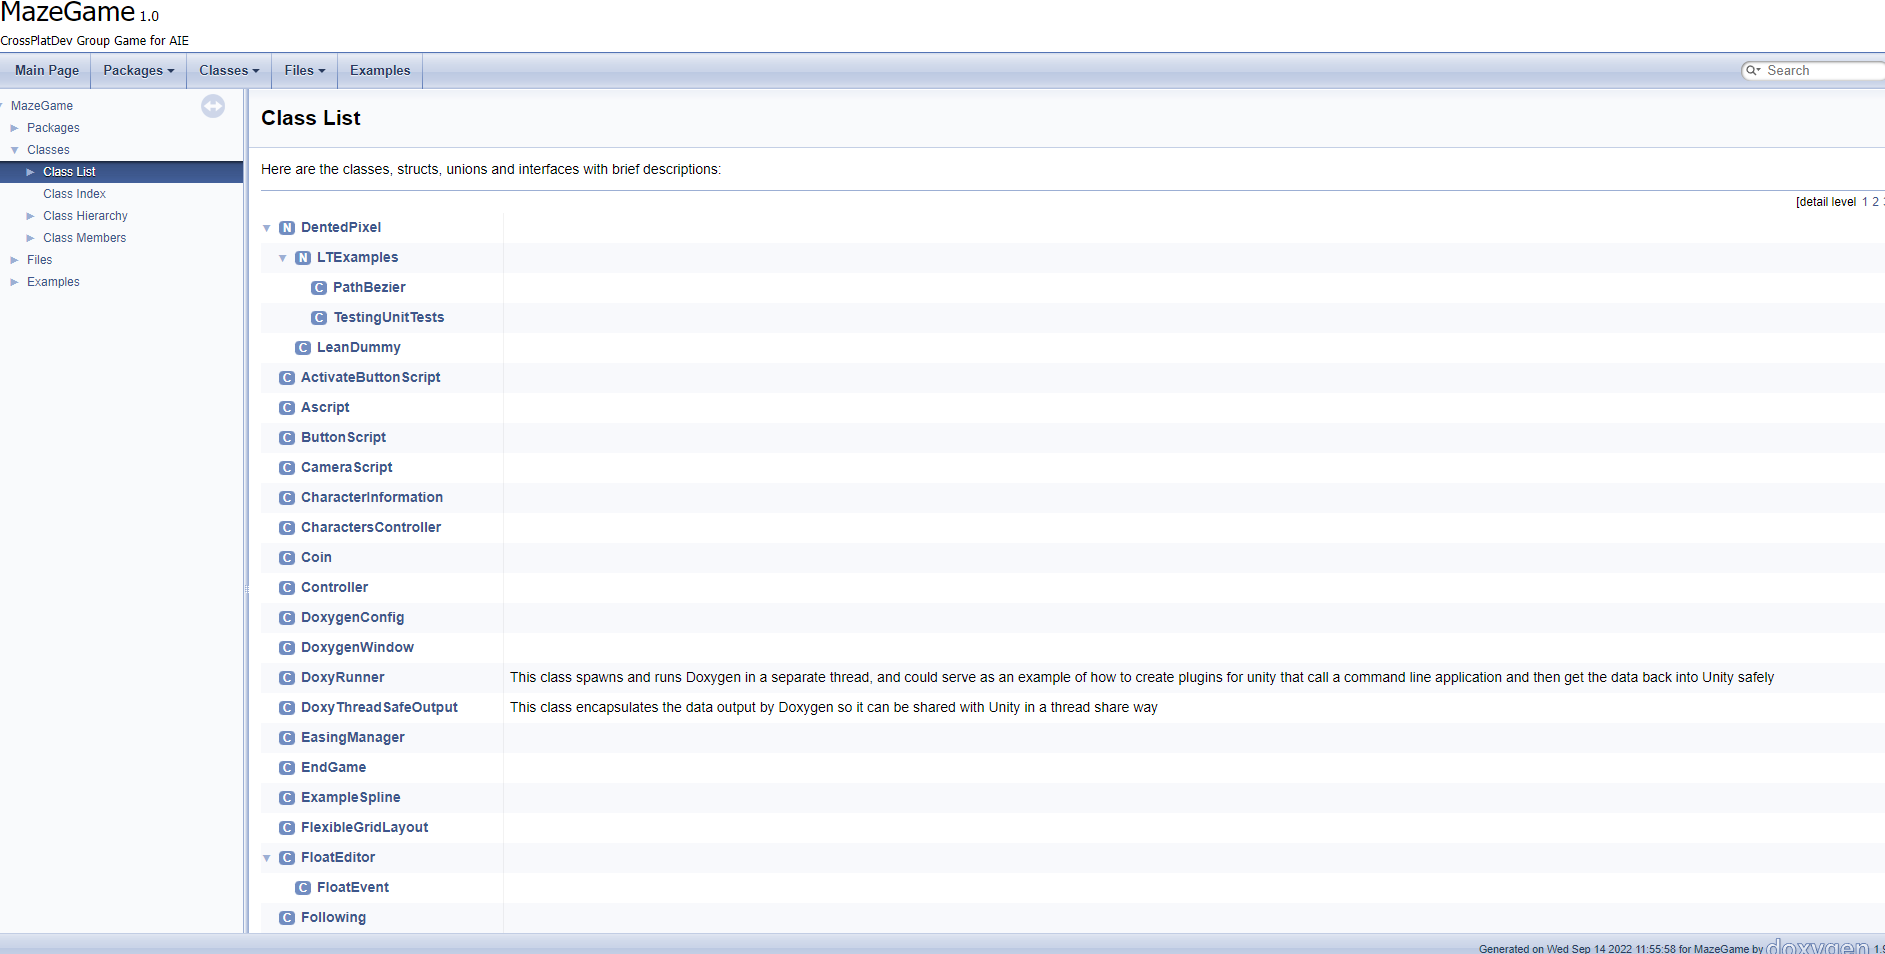 MazeGame 1.0
CrossPlatDev Group Game for AIE
Main Page Packages Classes Files Examples Search
MazeGame
Packages
Classes
Class List
Class Index
Class Hierarchy
Class Members
Files
Examples
Class List
Here are the classes, structs, unions and interfaces with brief descriptions:
[detail level 1 2
N DentedPixel
N LTExamples
C PathBezier
C TestingUnitTests
C LeanDummy
C ActivateButtonScript
C Ascript
C ButtonScript
C CameraScript
C CharacterInformation
C CharactersController
C Coin
C Controller
C DoxygenConfig
C DoxygenWindow
C DoxyRunner This class spawns and runs Doxygen in a separate thread, and could serve as an example of how to create plugins for unity that call a command line application and then get the data back into Unity safely
C DoxyThreadSafeOutput This class encapsulates the data output by Doxygen so it can be shared with Unity in a thread share way
C EasingManager
C EndGame
C ExampleSpline
C FlexibleGridLayout
C FloatEditor
C FloatEvent
C Following
Generated on Wed Sep 14 2022 11:55:58 for MazeGame by doxygen